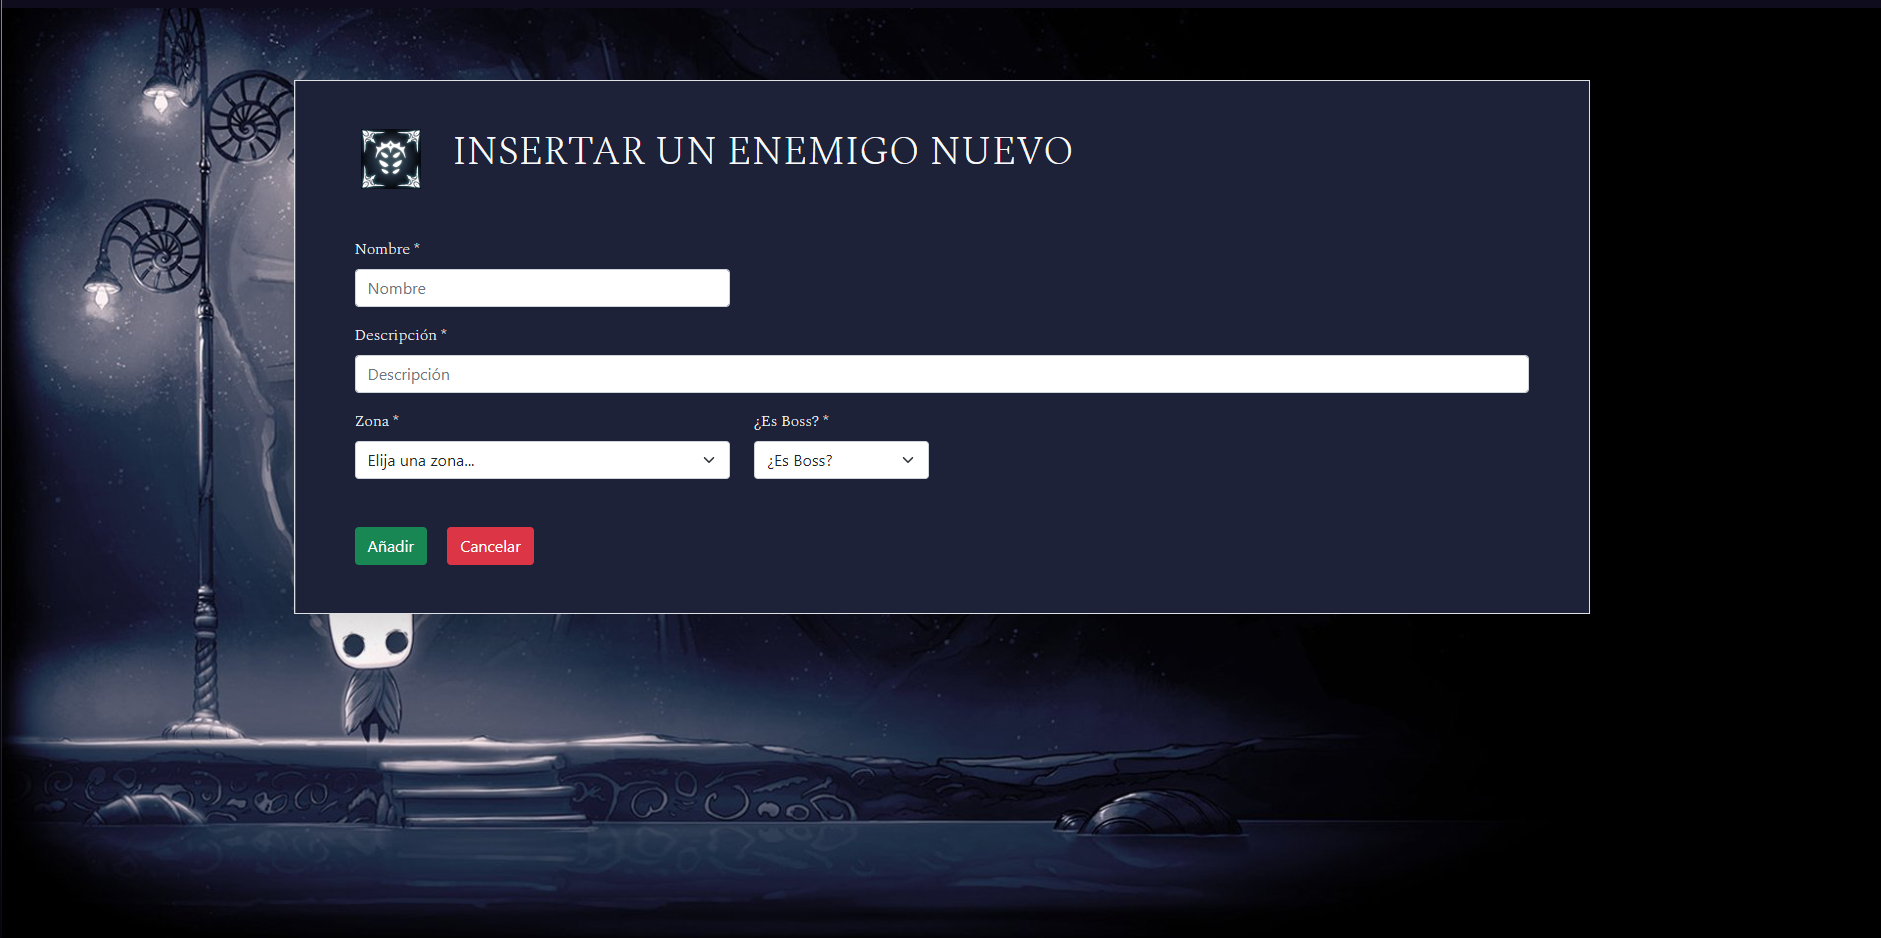 INSERTAR UN ENEMIGO NUEVO
Nombre *
Nombre
Descripción *
Descripción
Zona * ¿Es Boss? *
Elija una zona... ¿Es Boss?
Añadir Cancelar